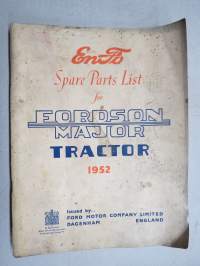 EnFo
Spare Parts List
for
FORDSON
MAJOR
TRACTOR
1952
Issued by...
FORD MOTOR COMPANY LIMITED
DAGENHAM ENGLAND